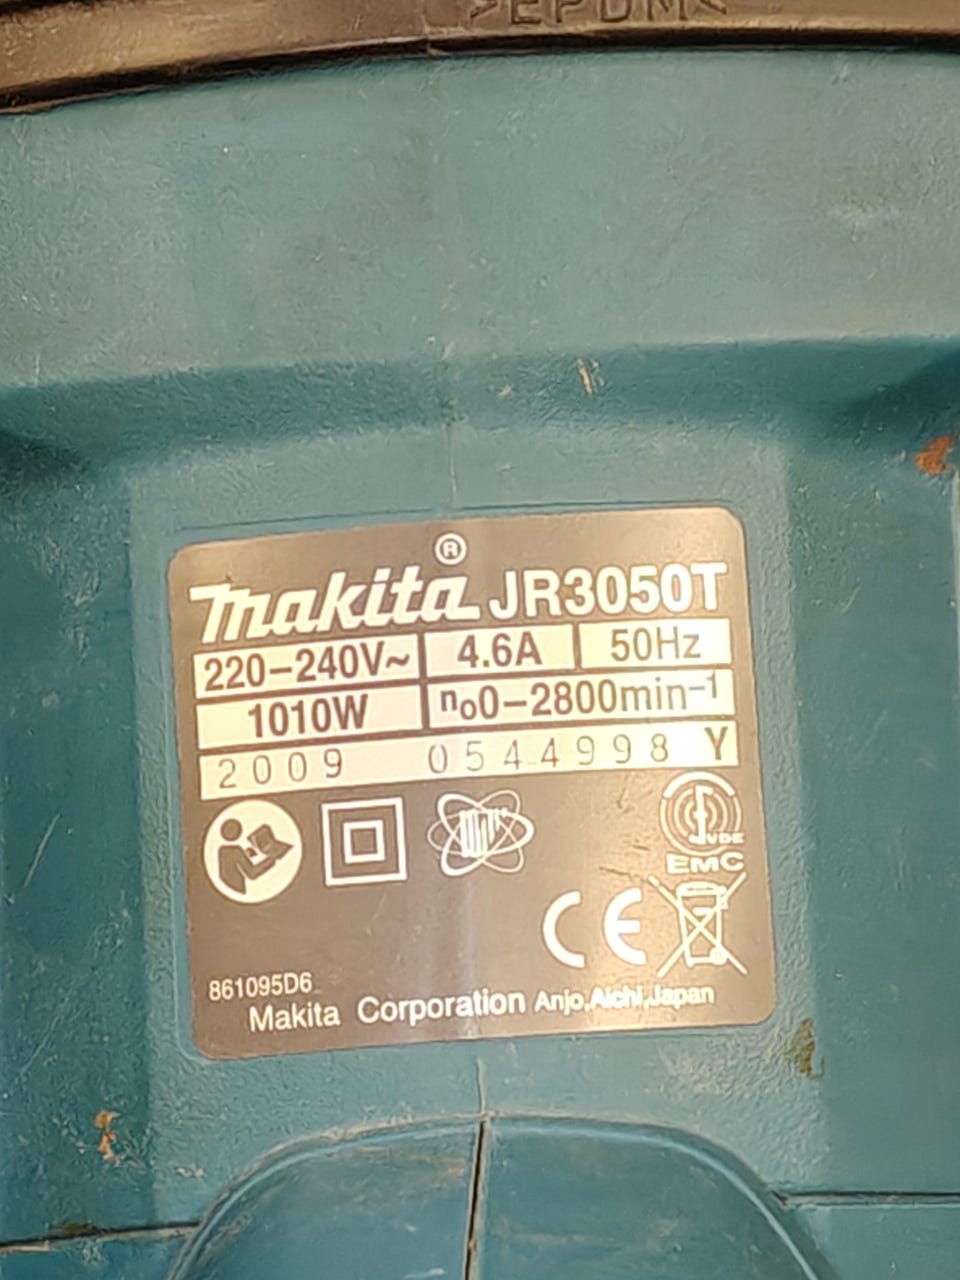 >EPDM<
makita® JR3050T
220-240V~ 4.6A 50Hz
1010W n₀0-2800min⁻¹
2009 0544998 Y
VDE
EMC
CE
861095D6
Makita Corporation Anjo,Aichi,Japan